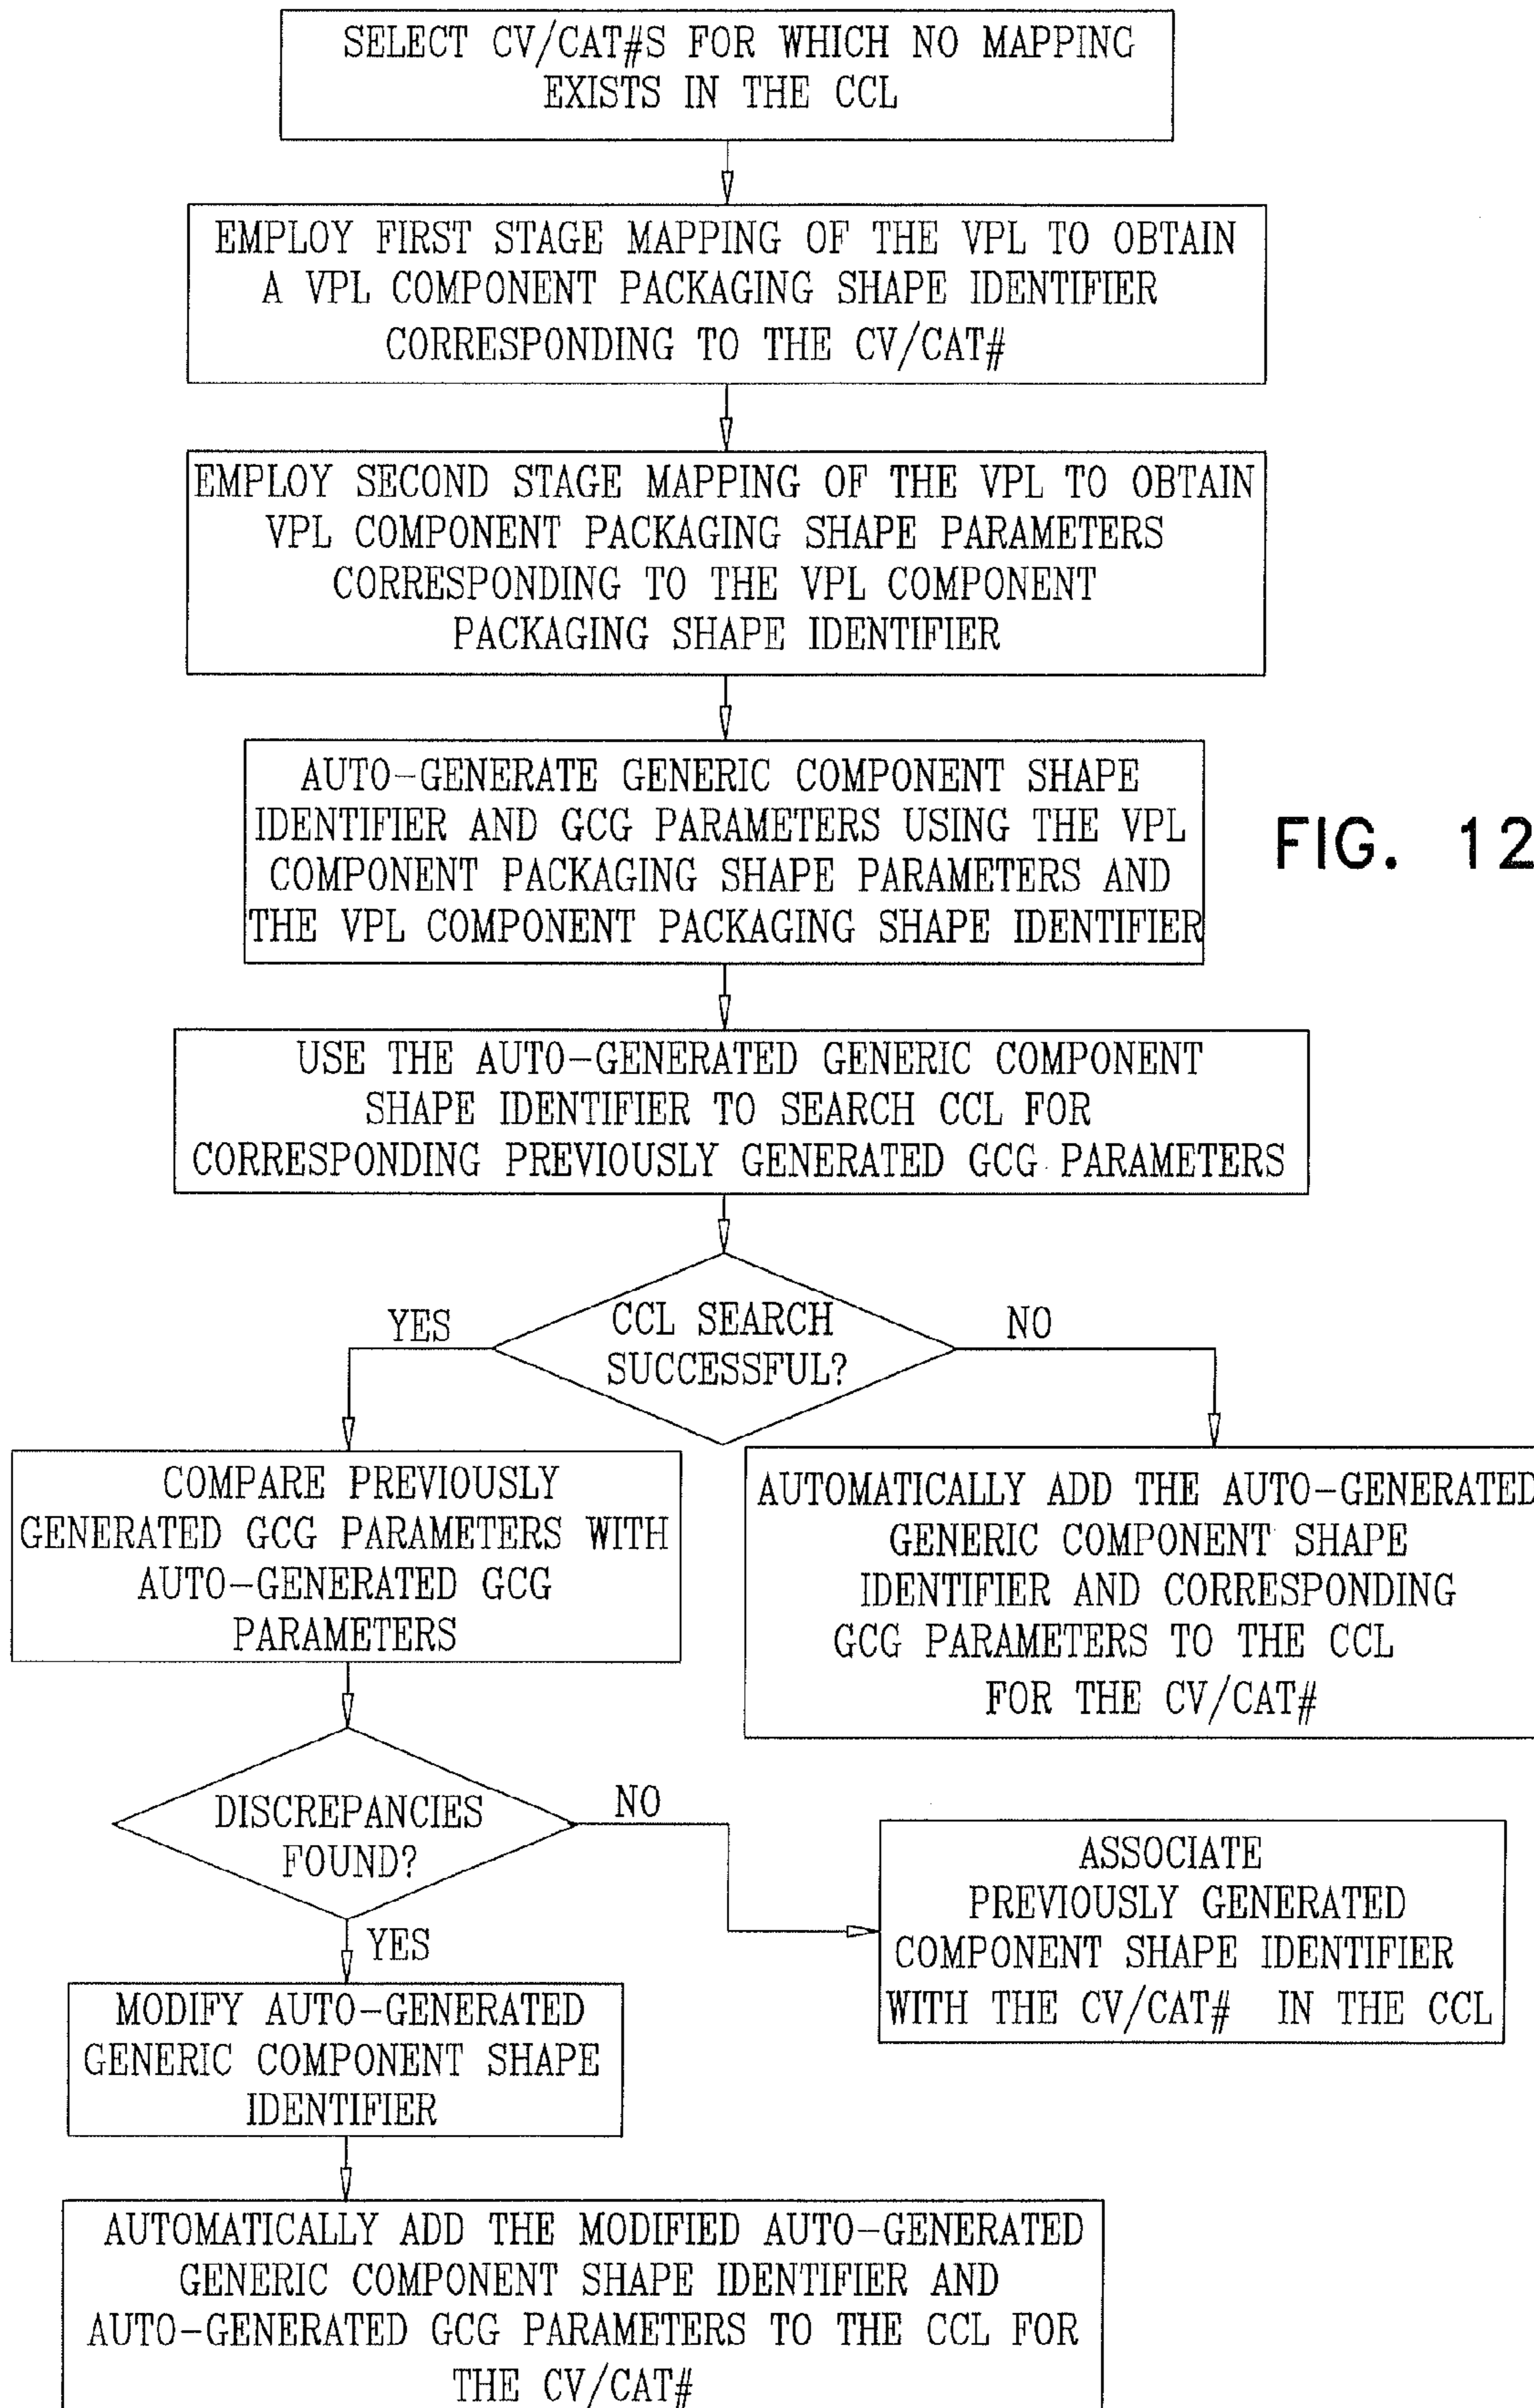 SELECT CV/CAT#S FOR WHICH NO MAPPING
EXISTS IN THE CCL
EMPLOY FIRST STAGE MAPPING OF THE VPL TO OBTAIN
A VPL COMPONENT PACKAGING SHAPE IDENTIFIER
CORRESPONDING TO THE CV/CAT#
EMPLOY SECOND STAGE MAPPING OF THE VPL TO OBTAIN
VPL COMPONENT PACKAGING SHAPE PARAMETERS
CORRESPONDING TO THE VPL COMPONENT
PACKAGING SHAPE IDENTIFIER
AUTO-GENERATE GENERIC COMPONENT SHAPE
IDENTIFIER AND GCG PARAMETERS USING THE VPL
COMPONENT PACKAGING SHAPE PARAMETERS AND
THE VPL COMPONENT PACKAGING SHAPE IDENTIFIER
FIG. 12
USE THE AUTO-GENERATED GENERIC COMPONENT
SHAPE IDENTIFIER TO SEARCH CCL FOR
CORRESPONDING PREVIOUSLY GENERATED GCG PARAMETERS
CCL SEARCH
SUCCESSFUL?
YES
NO
COMPARE PREVIOUSLY
GENERATED GCG PARAMETERS WITH
AUTO-GENERATED GCG
PARAMETERS
AUTOMATICALLY ADD THE AUTO-GENERATED
GENERIC COMPONENT SHAPE
IDENTIFIER AND CORRESPONDING
GCG PARAMETERS TO THE CCL
FOR THE CV/CAT#
DISCREPANCIES
FOUND?
NO
YES
ASSOCIATE
PREVIOUSLY GENERATED
COMPONENT SHAPE IDENTIFIER
WITH THE CV/CAT# IN THE CCL
MODIFY AUTO-GENERATED
GENERIC COMPONENT SHAPE
IDENTIFIER
AUTOMATICALLY ADD THE MODIFIED AUTO-GENERATED
GENERIC COMPONENT SHAPE IDENTIFIER AND
AUTO-GENERATED GCG PARAMETERS TO THE CCL FOR
THE CV/CAT#